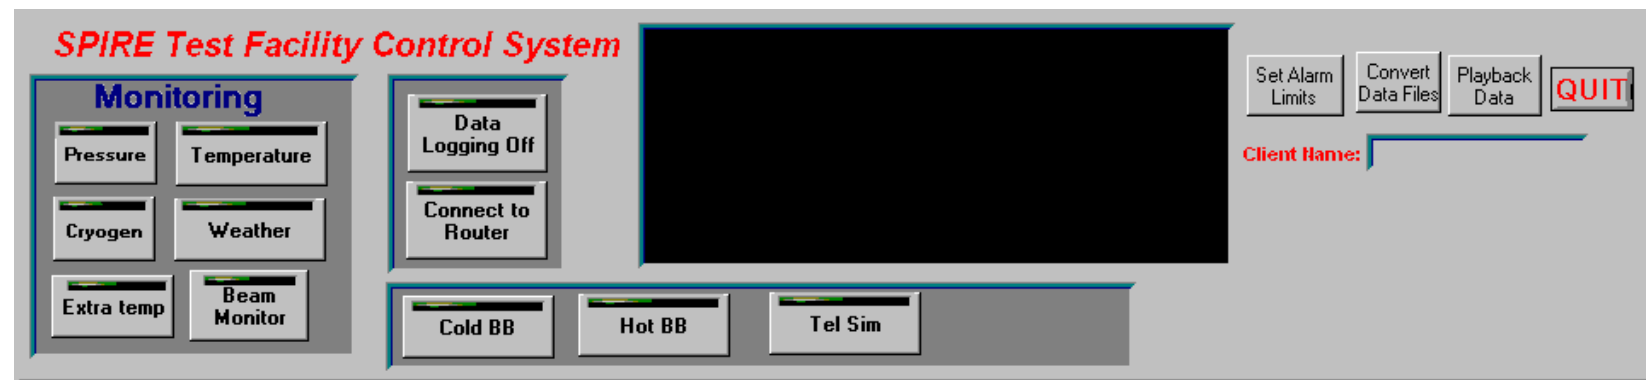 SPIRE Test Facility Control System
Monitoring
Pressure
Temperature
Cryogen
Weather
Extra temp
Beam
Monitor
Data
Logging Off
Connect to
Router
Cold BB
Hot BB
Tel Sim
Set Alarm
Limits
Convert
Data Files
Playback
Data
QUIT
Client Name: